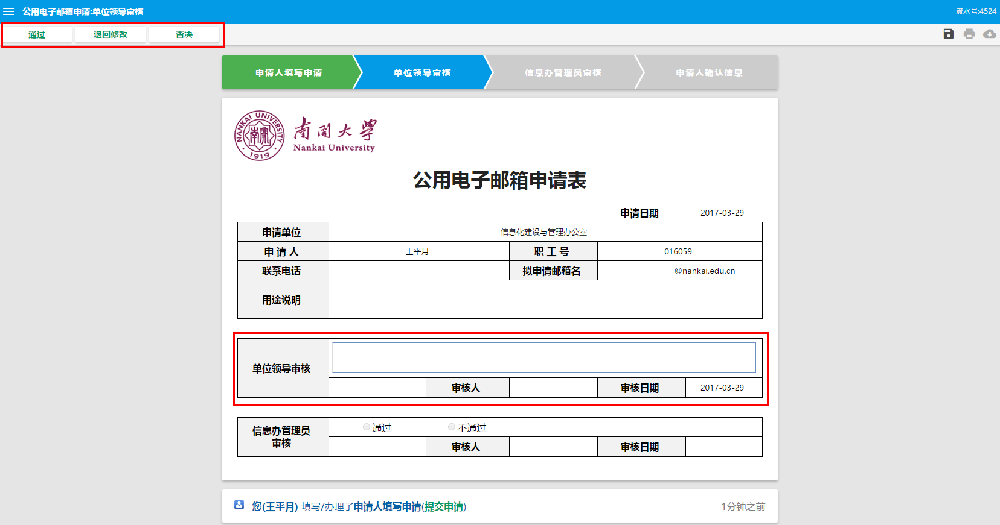 公用电子邮箱申请:单位领导审核
流水号:4524
通过 退回修改 否决
申请人填写申请 单位领导审核 信息办管理员审核 申请人确认信息
NANKAI UNIVERSITY
南開
1919
南開大學
Nankai University
公用电子邮箱申请表
申请日期 2017-03-29
申请单位 信息化建设与管理办公室
申 请 人 王平月 职 工 号 016059
联系电话 拟申请邮箱名 @nankai.edu.cn
用途说明
单位领导审核
审核人 审核日期 2017-03-29
信息办管理员
审核
通过 不通过
审核人 审核日期
您(王平月) 填写/办理了申请人填写申请(提交申请) 1分钟之前